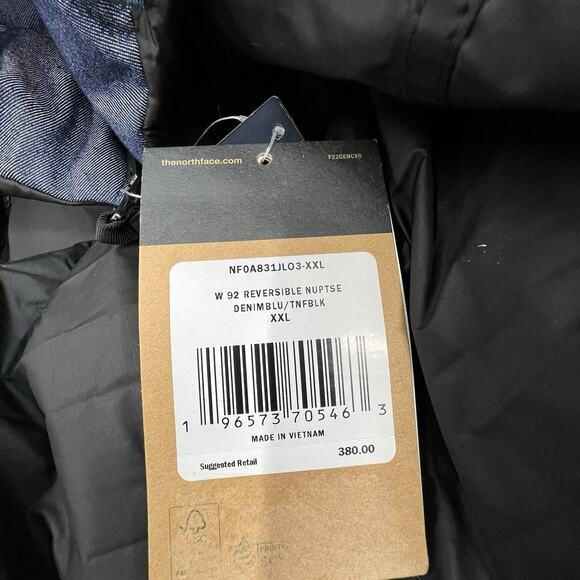 thenorthface.com
F22GENCVR
NF0A831JLO3-XXL
W 92 REVERSIBLE NUPTSE
DENIMBLU/TNFBLK
XXL
1 96573 70546 3
MADE IN VIETNAM
Suggested Retail 380.00